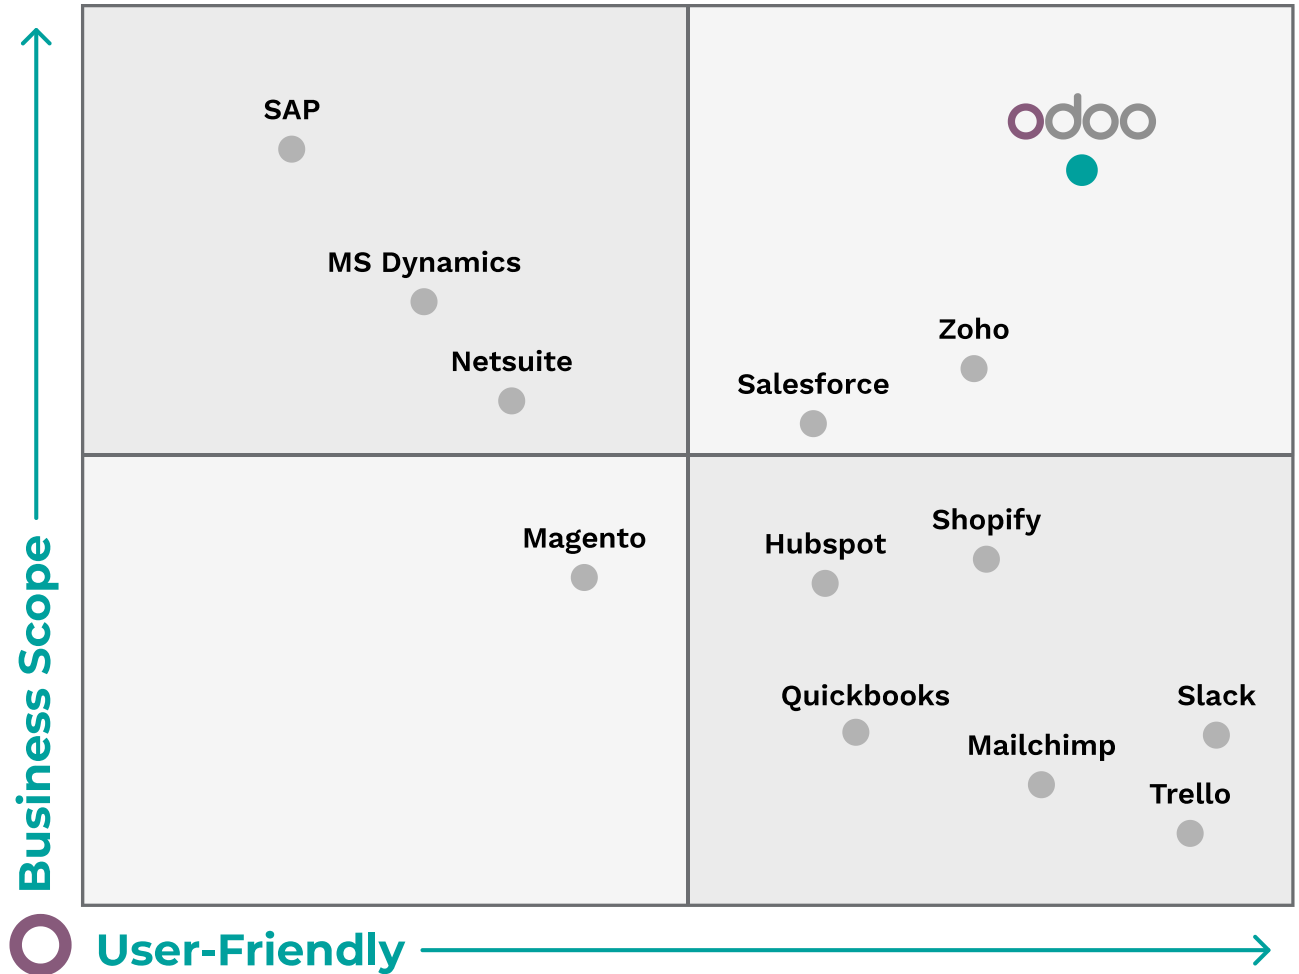 SAP
odoo
MS Dynamics
Zoho
Netsuite
Salesforce
Shopify
Magento
Hubspot
Quickbooks
Slack
Mailchimp
Trello
Business Scope
User-Friendly